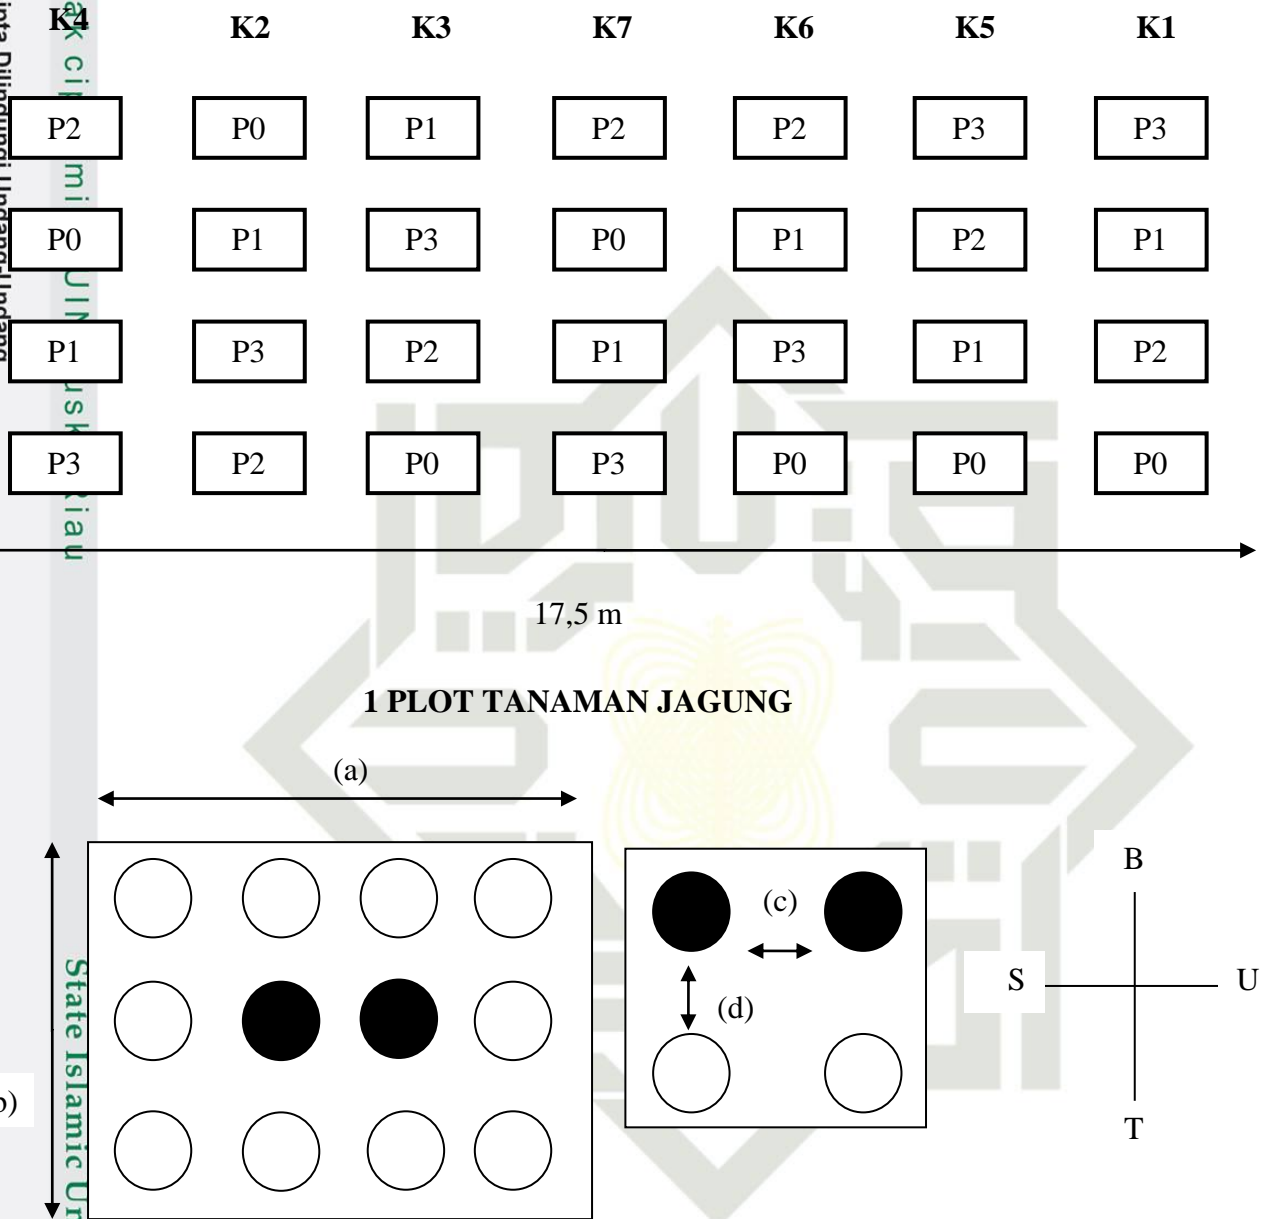 K4 K2 K3 K7 K6 K5 K1
P2 P0 P1 P2 P2 P3 P3
P0 P1 P3 P0 P1 P2 P1
P1 P3 P2 P1 P3 P1 P2
P3 P2 P0 P3 P0 P0 P0
17,5 m
1 PLOT TANAMAN JAGUNG
(a)
(c)
(d)
B
S U
T
State Islamic